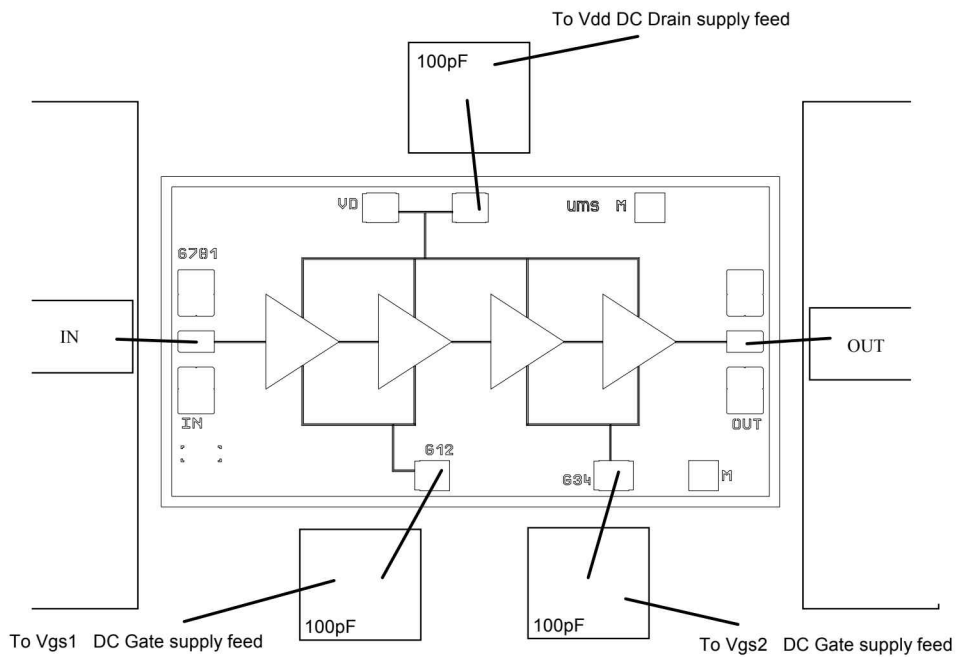 To Vdd DC Drain supply feed
100pF
VD
ums M
6781
IN
OUT
IN
OUT
G12
G34
M
100pF
100pF
To Vgs1 DC Gate supply feed
To Vgs2 DC Gate supply feed